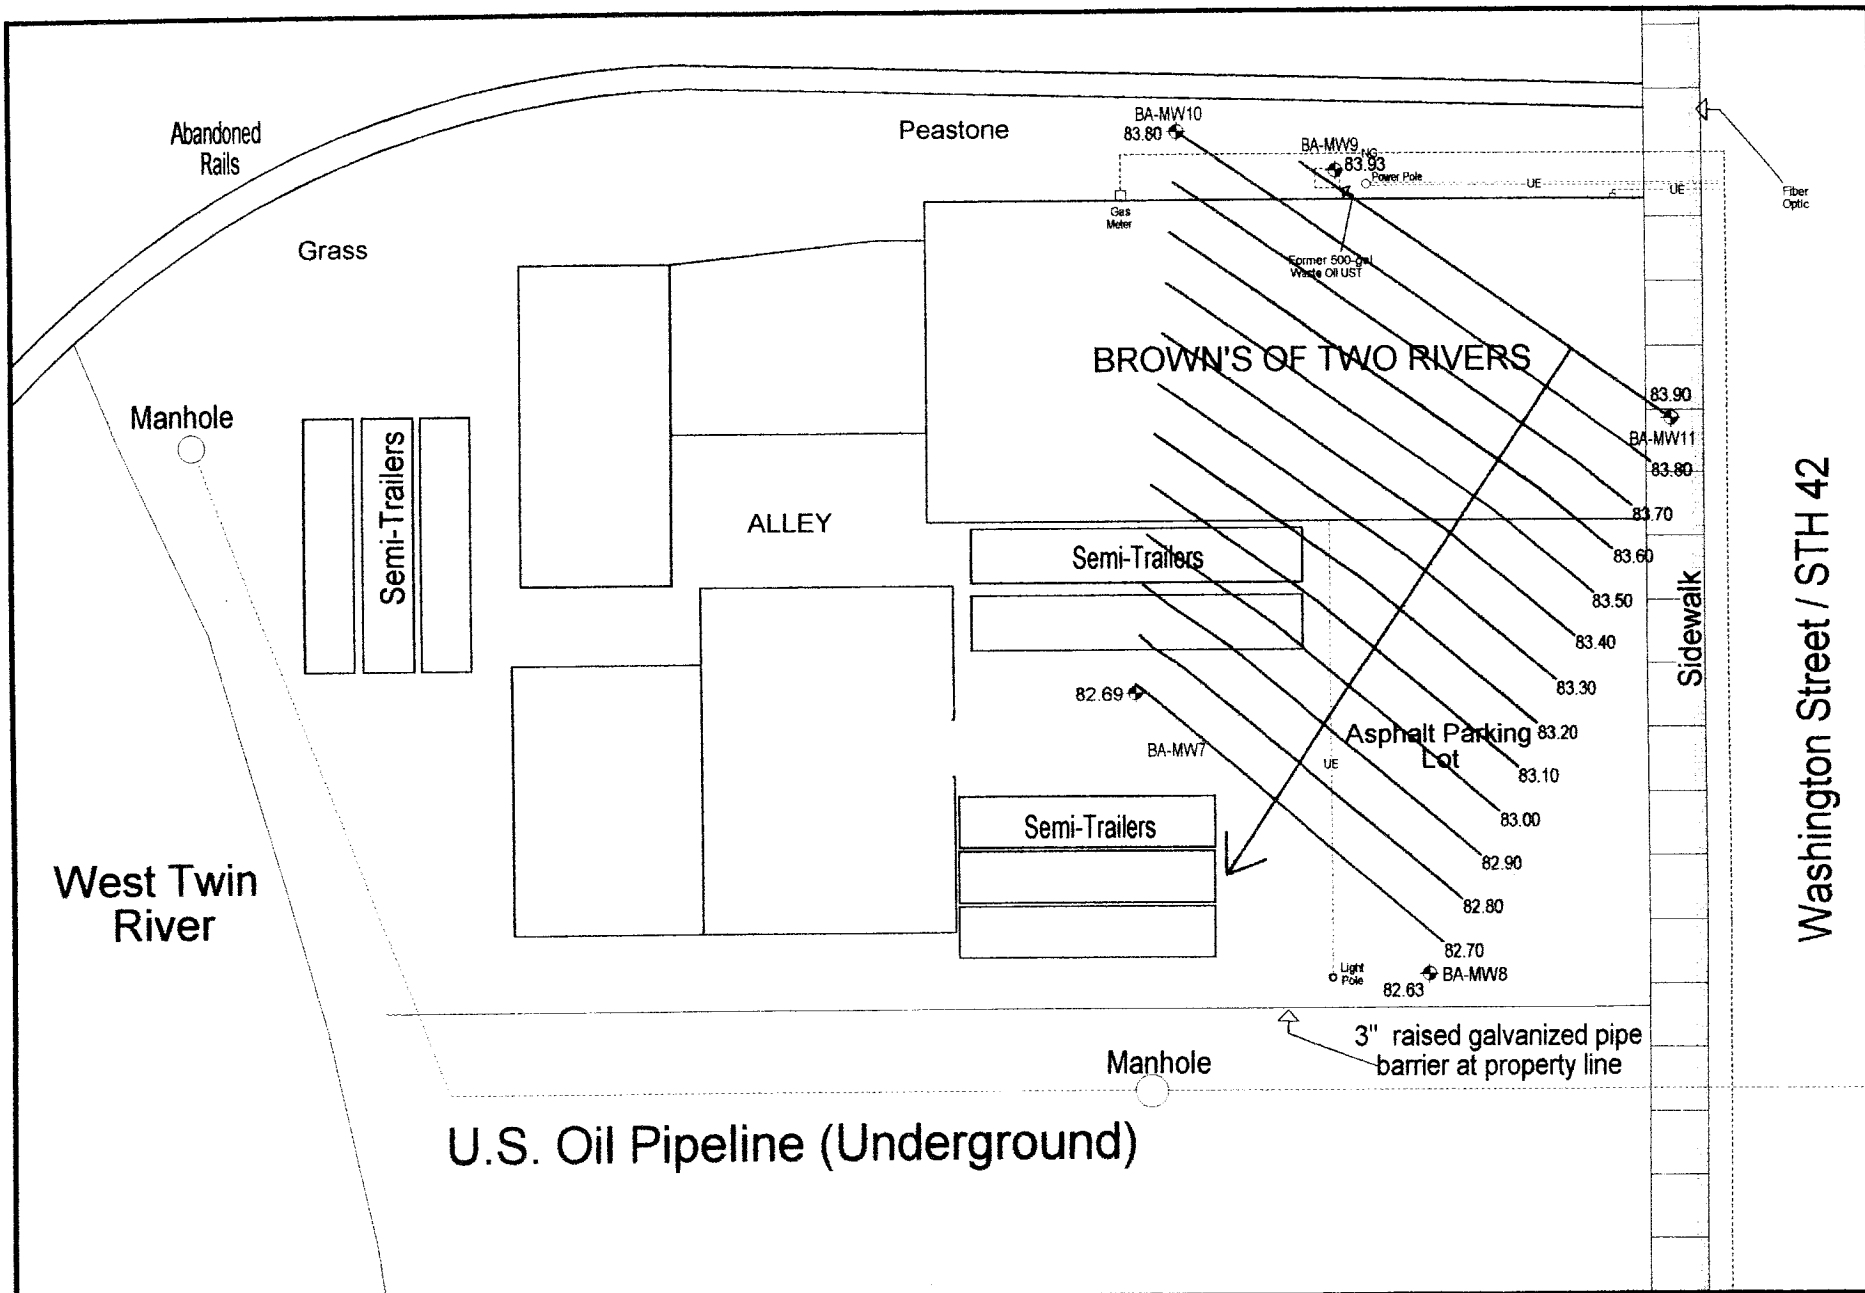 BA-MW10
83.80
Peastone
Abandoned
Rails
BA-MW9
NG
83.93
Power Pole
UE
UE
Fiber
Optic
Gas
Meter
Grass
Former 500-gal
Waste Oil UST
BROWN'S OF TWO RIVERS
83.90
BA-MW11
Manhole
Semi-Trailers
83.80
83.70
ALLEY
Semi-Trailers
83.60
83.50
83.40
83.30
Sidewalk
Washington Street / STH 42
82.69
BA-MW7
Asphalt Parking
Lot
83.20
UE
83.10
83.00
Semi-Trailers
82.90
82.80
West Twin
River
82.70
Light
Pole
BA-MW8
82.63
3" raised galvanized pipe
barrier at property line
Manhole
U.S. Oil Pipeline (Underground)